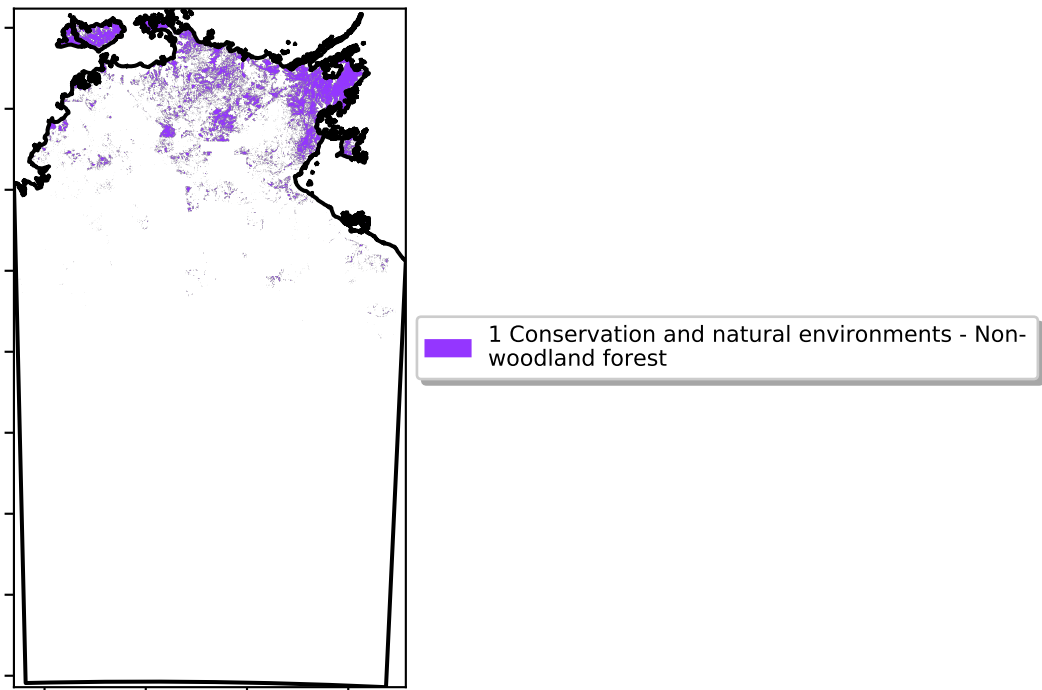 1 Conservation and natural environments - Non-
woodland forest